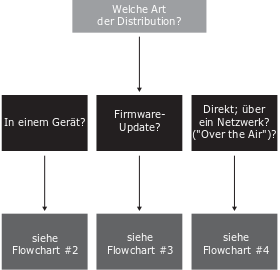 Welche Art
der Distribution?
In einem Gerät?
Firmware-
Update?
Direkt; über
ein Netzwerk?
("Over the Air")?
siehe
Flowchart #2
siehe
Flowchart #3
siehe
Flowchart #4